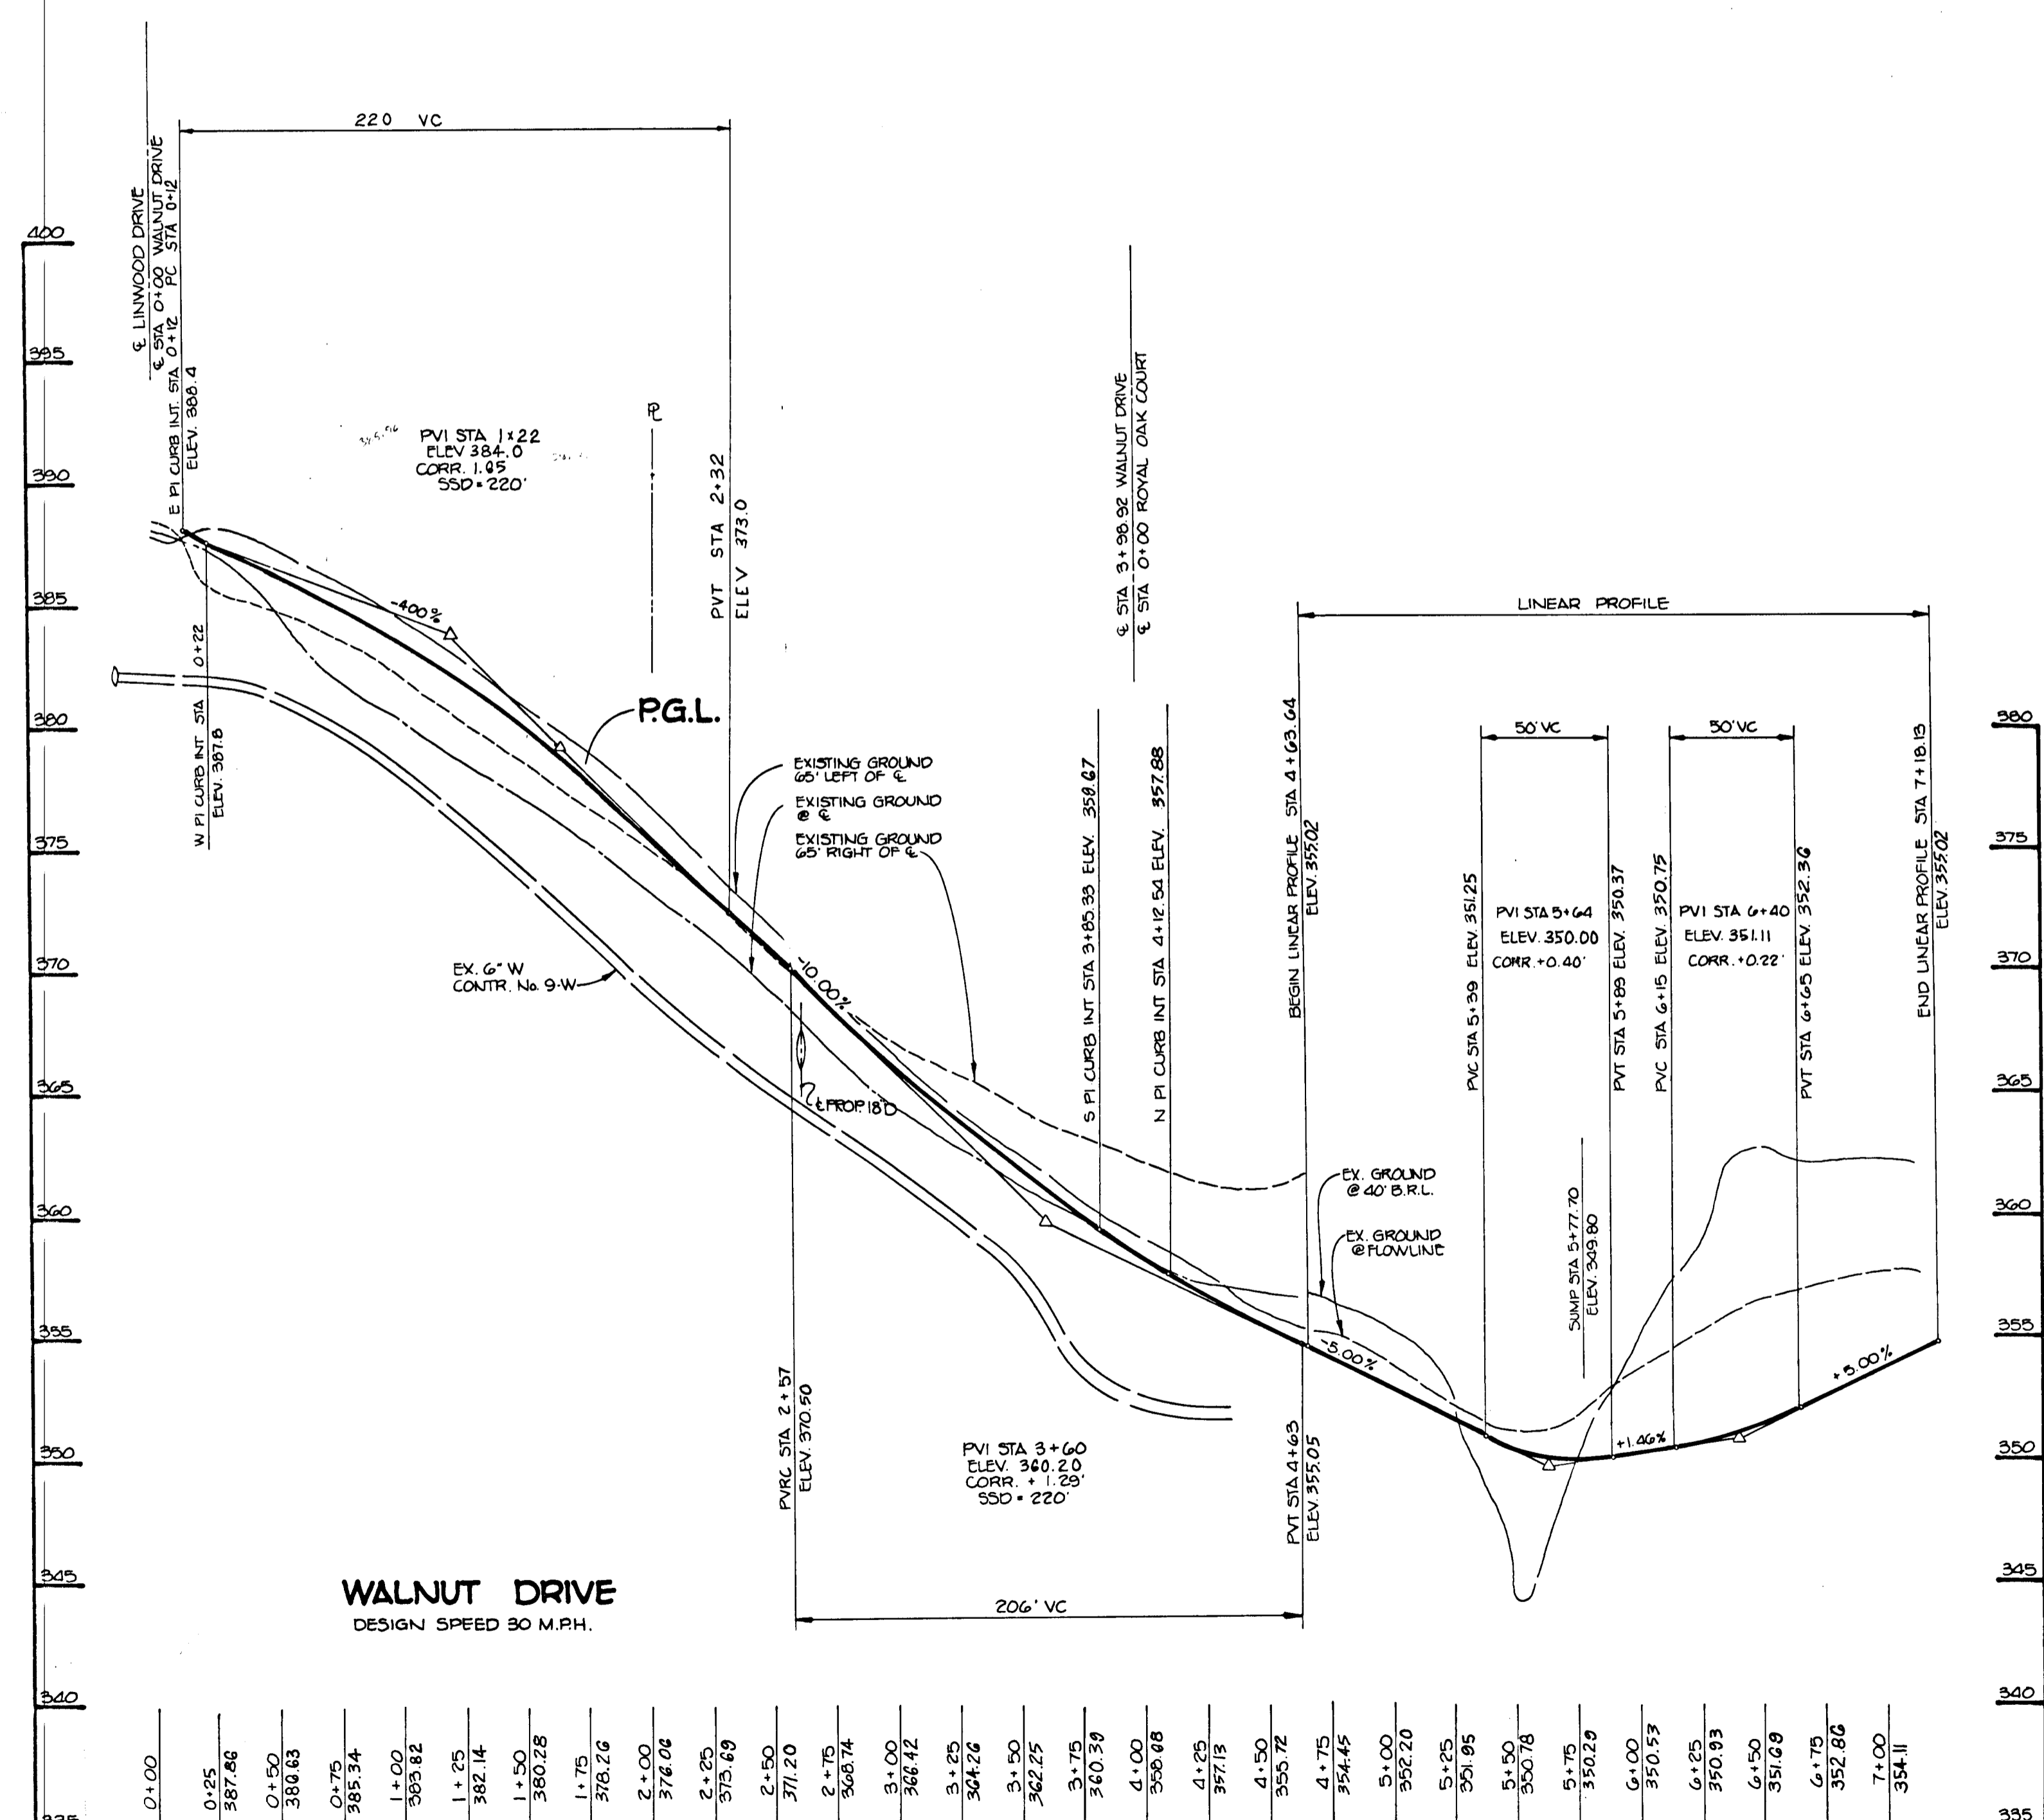 220 VC
℄ LINWOOD DRIVE
℄ STA 0+00 WALNUT DRIVE
E PI CURB INT. STA 0+12 PC STA 0+12
ELEV. 388.4
W PI CURB INT STA 0+22
ELEV. 387.8
PVI STA 1x22
ELEV 384.0
CORR. 1.65
SSD = 220'
-400%
℄ STA 3+98.92 WALNUT DRIVE
℄ STA 0+00 ROYAL OAK COURT
PVT STA 2+32
ELEV 373.0
P.G.L.
EXISTING GROUND
65' LEFT OF ℄
EXISTING GROUND
@ ℄
EXISTING GROUND
65' RIGHT OF ℄
EX. 6" W
CONTR. No. 9-W
-10.00%
℄ PROP. 18" D
S PI CURB INT STA 3+85.33 ELEV. 359.67
N PI CURB INT STA 4+12.54 ELEV. 357.88
LINEAR PROFILE
BEGIN LINEAR PROFILE STA 4+63.64
ELEV. 355.02
50' VC
50' VC
PVC STA 5+39 ELEV. 351.25
PVI STA 5+64
ELEV. 350.00
CORR. +0.40'
PVT STA 5+89 ELEV. 350.37
PVC STA 6+15 ELEV. 350.75
PVI STA 6+40
ELEV. 351.11
CORR. +0.22'
PVT STA 6+65 ELEV. 352.36
END LINEAR PROFILE STA 7+18.13
ELEV. 355.02
EX. GROUND
@ 40' B.R.L.
EX. GROUND
@ FLOWLINE
SUMP STA 5+77.70
ELEV. 349.80
-5.00%
+1.46%
+5.00%
PVRC STA 2+57
ELEV. 370.50
PVI STA 3+60
ELEV. 360.20
CORR. + 1.29'
SSD = 220'
PVT STA 4+63
ELEV. 355.05
206' VC
WALNUT DRIVE
DESIGN SPEED 30 M.P.H.
400
395
390
385
380
375
370
365
360
355
350
345
340
335
380
375
370
365
360
355
350
345
340
335
0+00
0+25
387.86
0+50
386.63
0+75
385.34
1+00
383.82
1+25
382.14
1+50
380.28
1+75
378.26
2+00
376.06
2+25
373.69
2+50
371.20
2+75
368.74
3+00
366.42
3+25
364.26
3+50
362.25
3+75
360.39
4+00
358.68
4+25
357.13
4+50
355.72
4+75
354.45
5+00
352.20
5+25
351.95
5+50
350.78
5+75
350.29
6+00
350.53
6+25
350.93
6+50
351.69
6+75
352.86
7+00
354.11